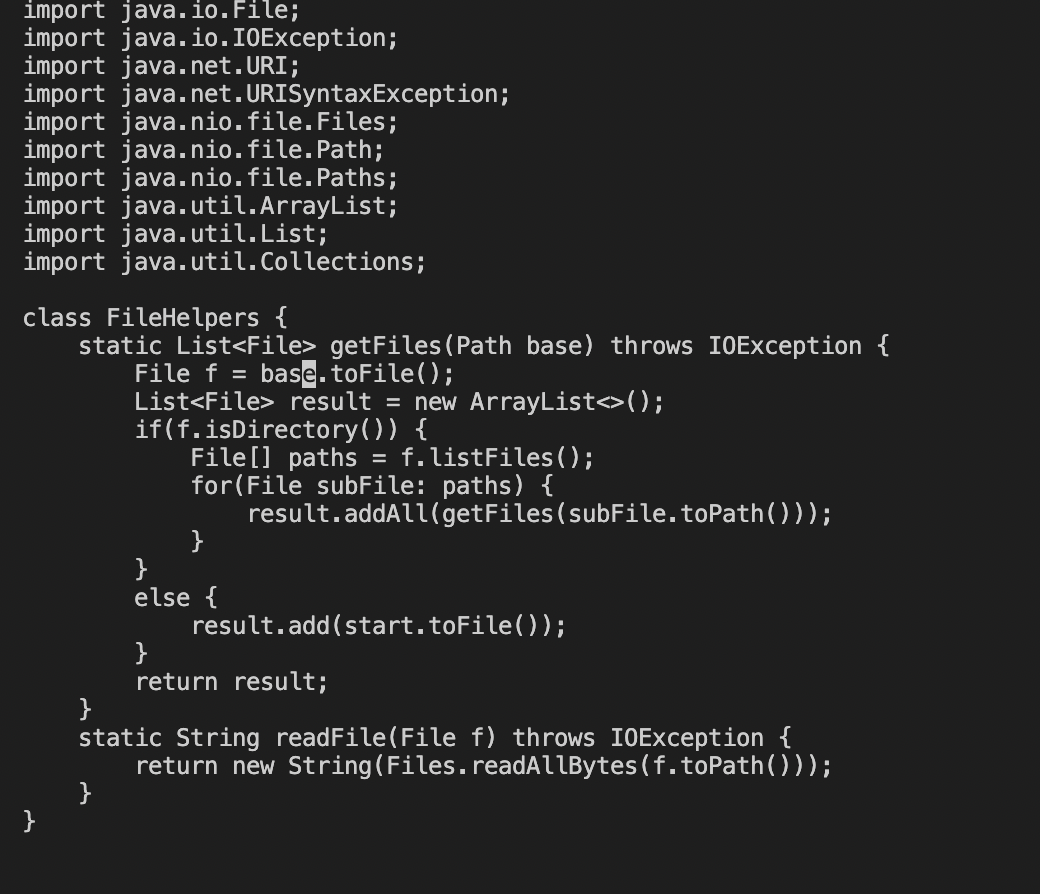 import java.io.File;
import java.io.IOException;
import java.net.URI;
import java.net.URISyntaxException;
import java.nio.file.Files;
import java.nio.file.Path;
import java.nio.file.Paths;
import java.util.ArrayList;
import java.util.List;
import java.util.Collections;

class FileHelpers {
    static List<File> getFiles(Path base) throws IOException {
        File f = base.toFile();
        List<File> result = new ArrayList<>();
        if(f.isDirectory()) {
            File[] paths = f.listFiles();
            for(File subFile: paths) {
                result.addAll(getFiles(subFile.toPath()));
            }
        }
        else {
            result.add(start.toFile());
        }
        return result;
    }
    static String readFile(File f) throws IOException {
        return new String(Files.readAllBytes(f.toPath()));
    }
}